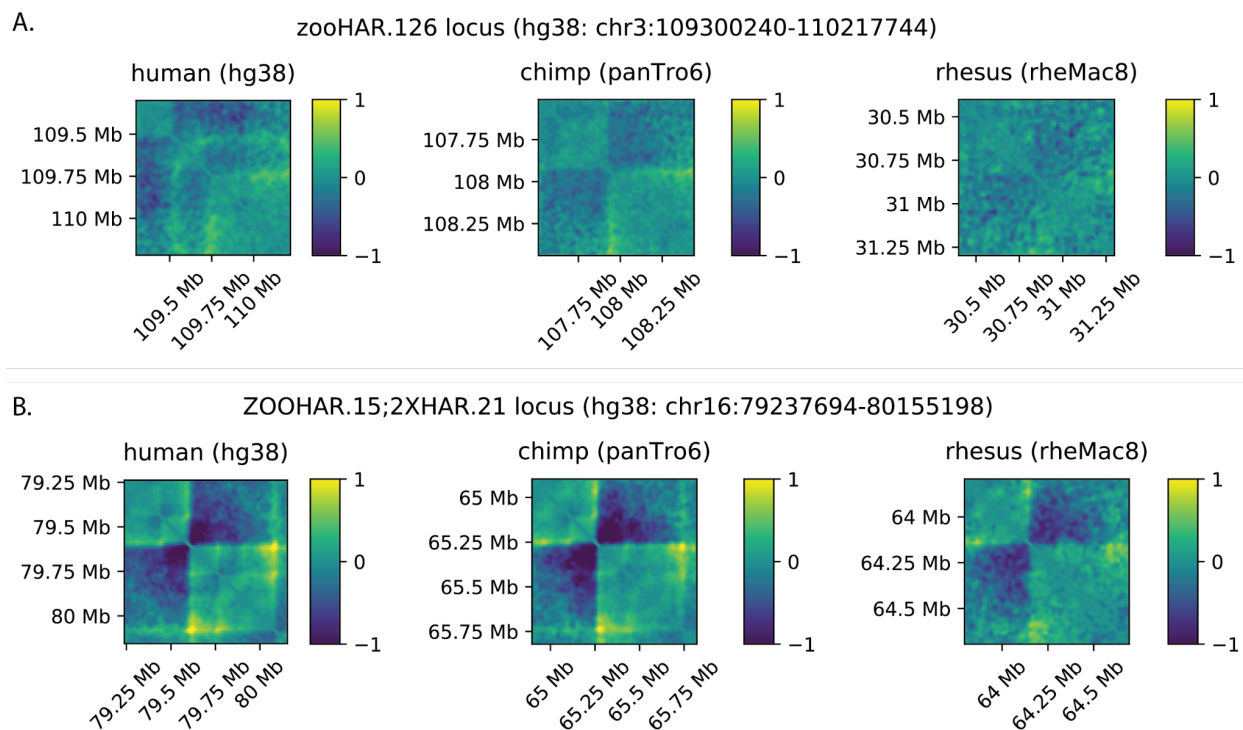 A.
zooHAR.126 locus (hg38: chr3:109300240-110217744)
human (hg38)
109.5 Mb
109.75 Mb
110 Mb
109.5 Mb
109.75 Mb
110 Mb
1
0
−1
chimp (panTro6)
107.75 Mb
108 Mb
108.25 Mb
107.75 Mb
108 Mb
108.25 Mb
1
0
−1
rhesus (rheMac8)
30.5 Mb
30.75 Mb
31 Mb
31.25 Mb
30.5 Mb
30.75 Mb
31 Mb
31.25 Mb
1
0
−1
B.
ZOOHAR.15;2XHAR.21 locus (hg38: chr16:79237694-80155198)
human (hg38)
79.25 Mb
79.5 Mb
79.75 Mb
80 Mb
79.25 Mb
79.5 Mb
79.75 Mb
80 Mb
1
0
−1
chimp (panTro6)
65 Mb
65.25 Mb
65.5 Mb
65.75 Mb
65 Mb
65.25 Mb
65.5 Mb
65.75 Mb
1
0
−1
rhesus (rheMac8)
64 Mb
64.25 Mb
64.5 Mb
64 Mb
64.25 Mb
64.5 Mb
1
0
−1